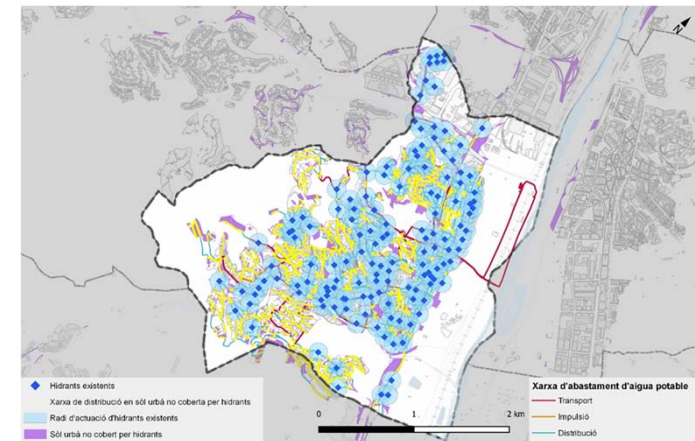 N
Hidrants existents
Xarxa de distribució en sòl urbà no coberta per hidrants
Radi d'actuació d'hidrants existents
Sòl urbà no cobert per hidrants
0 1 2 km
Xarxa d'abastament d'aigua potable
Transport
Impulsió
Distribució